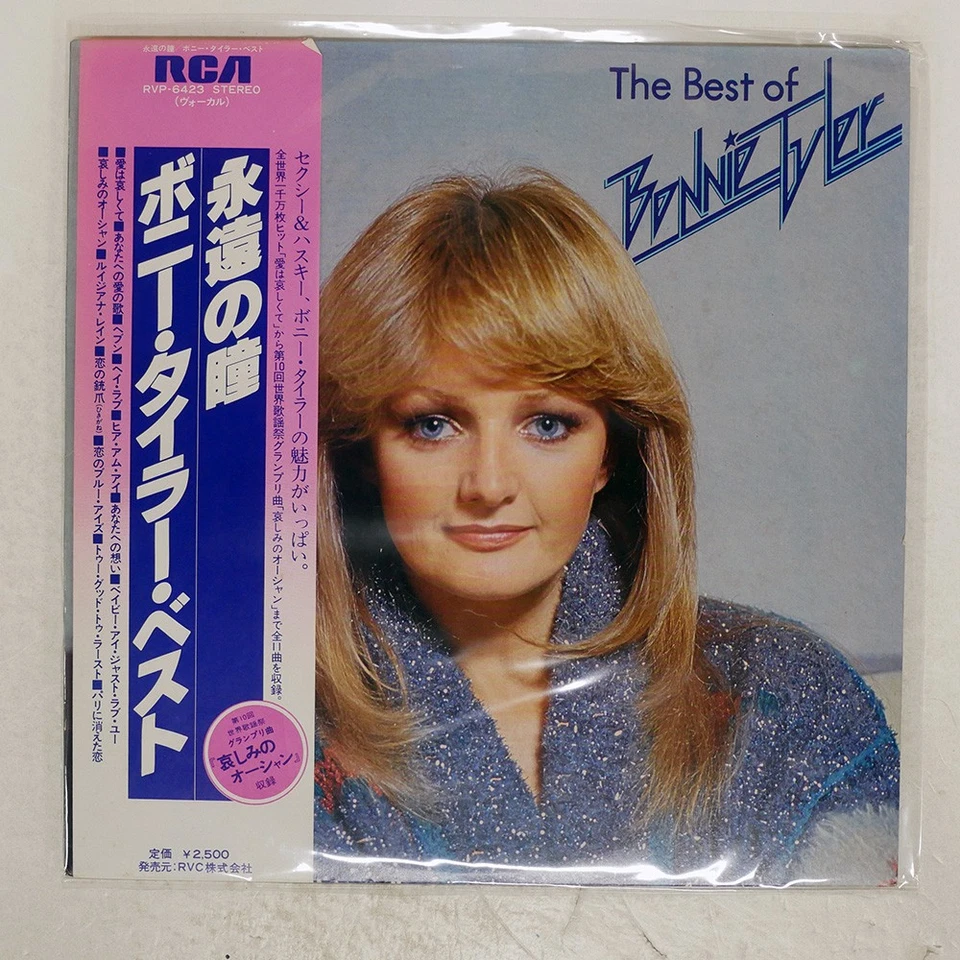 永遠の瞳 ボニー・タイラー・ベスト
RCA
RVP-6423 STEREO
(ヴォーカル)
The Best of
Bonnie Tyler
セクシー&ハスキー、ボニー・タイラーの魅力がいっぱい。
全世界一千万枚ヒット「愛は哀しくて」から第10回世界歌謡祭グランプリ曲「哀しみのオーシャン」まで全11曲を収録。
永遠の瞳
ボニー・タイラー・ベスト
■愛は哀しくて■あなたへの愛の歌■ヘブン■ヘイ・ラブ■ヒア・アム・アイ■あなたへの想い■ベイビー・アイ・ジャスト・ラブ・ユー
■哀しみのオーシャン■ルイジアナ・レイン■恋の銃爪(ひきがね)■恋のブルー・アイズ■トゥー・グッド・トゥ・ラースト■パリに消えた恋
第10回
世界歌謡祭
グランプリ曲
『哀しみの
オーシャン』
収録
定価 ¥2,500
発売元:RVC株式会社